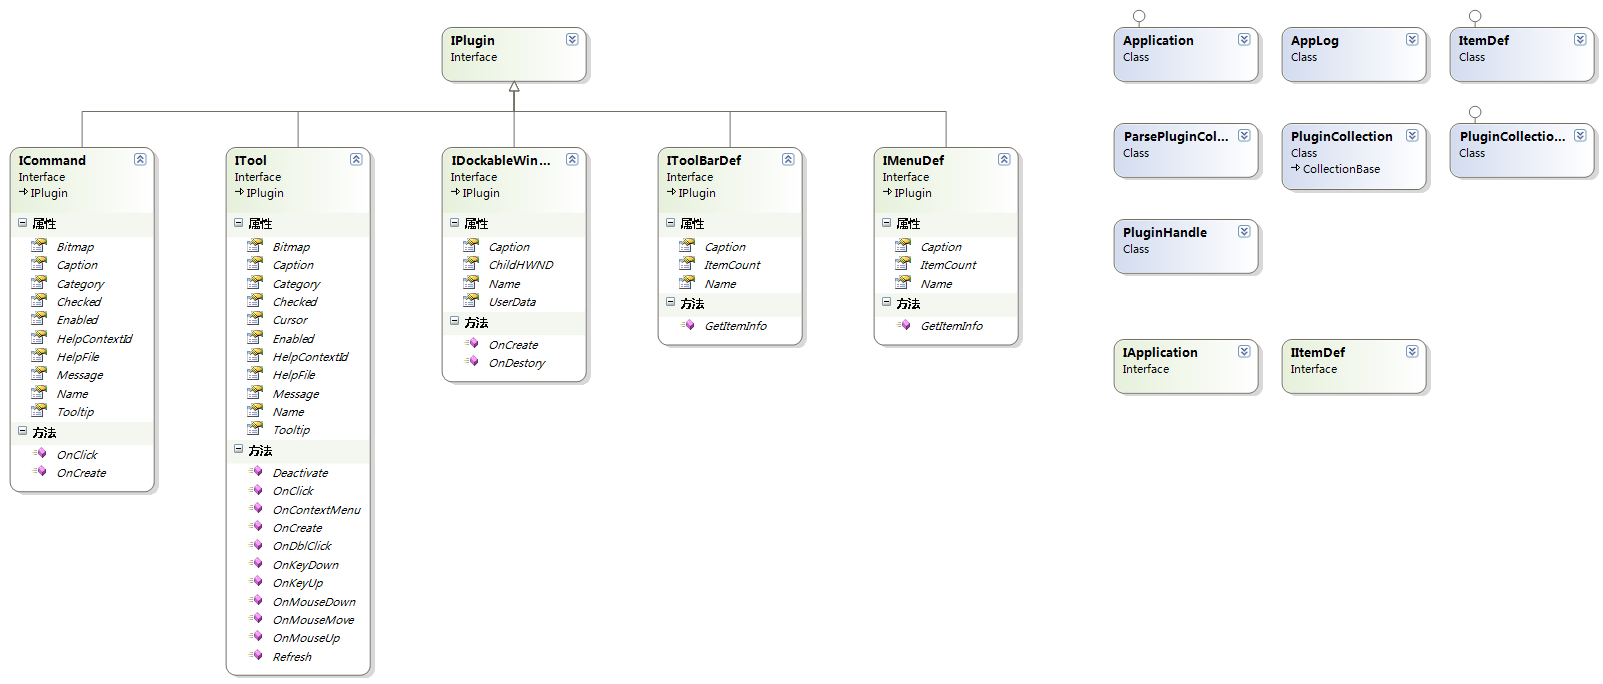 IPlugin
Interface
ICommand
Interface
IPlugin
属性
Bitmap
Caption
Category
Checked
Enabled
HelpContextId
HelpFile
Message
Name
Tooltip
方法
OnClick
OnCreate
ITool
Interface
IPlugin
属性
Bitmap
Caption
Category
Checked
Cursor
Enabled
HelpContextId
HelpFile
Message
Name
Tooltip
方法
Deactivate
OnClick
OnContextMenu
OnCreate
OnDblClick
OnKeyDown
OnKeyUp
OnMouseDown
OnMouseMove
OnMouseUp
Refresh
IDockableWin...
Interface
IPlugin
属性
Caption
ChildHWND
Name
UserData
方法
OnCreate
OnDestory
IToolBarDef
Interface
IPlugin
属性
Caption
ItemCount
Name
方法
GetItemInfo
IMenuDef
Interface
IPlugin
属性
Caption
ItemCount
Name
方法
GetItemInfo
Application
Class
AppLog
Class
ItemDef
Class
ParsePluginCol...
Class
PluginCollection
Class
CollectionBase
PluginCollectio...
Class
PluginHandle
Class
IApplication
Interface
IItemDef
Interface